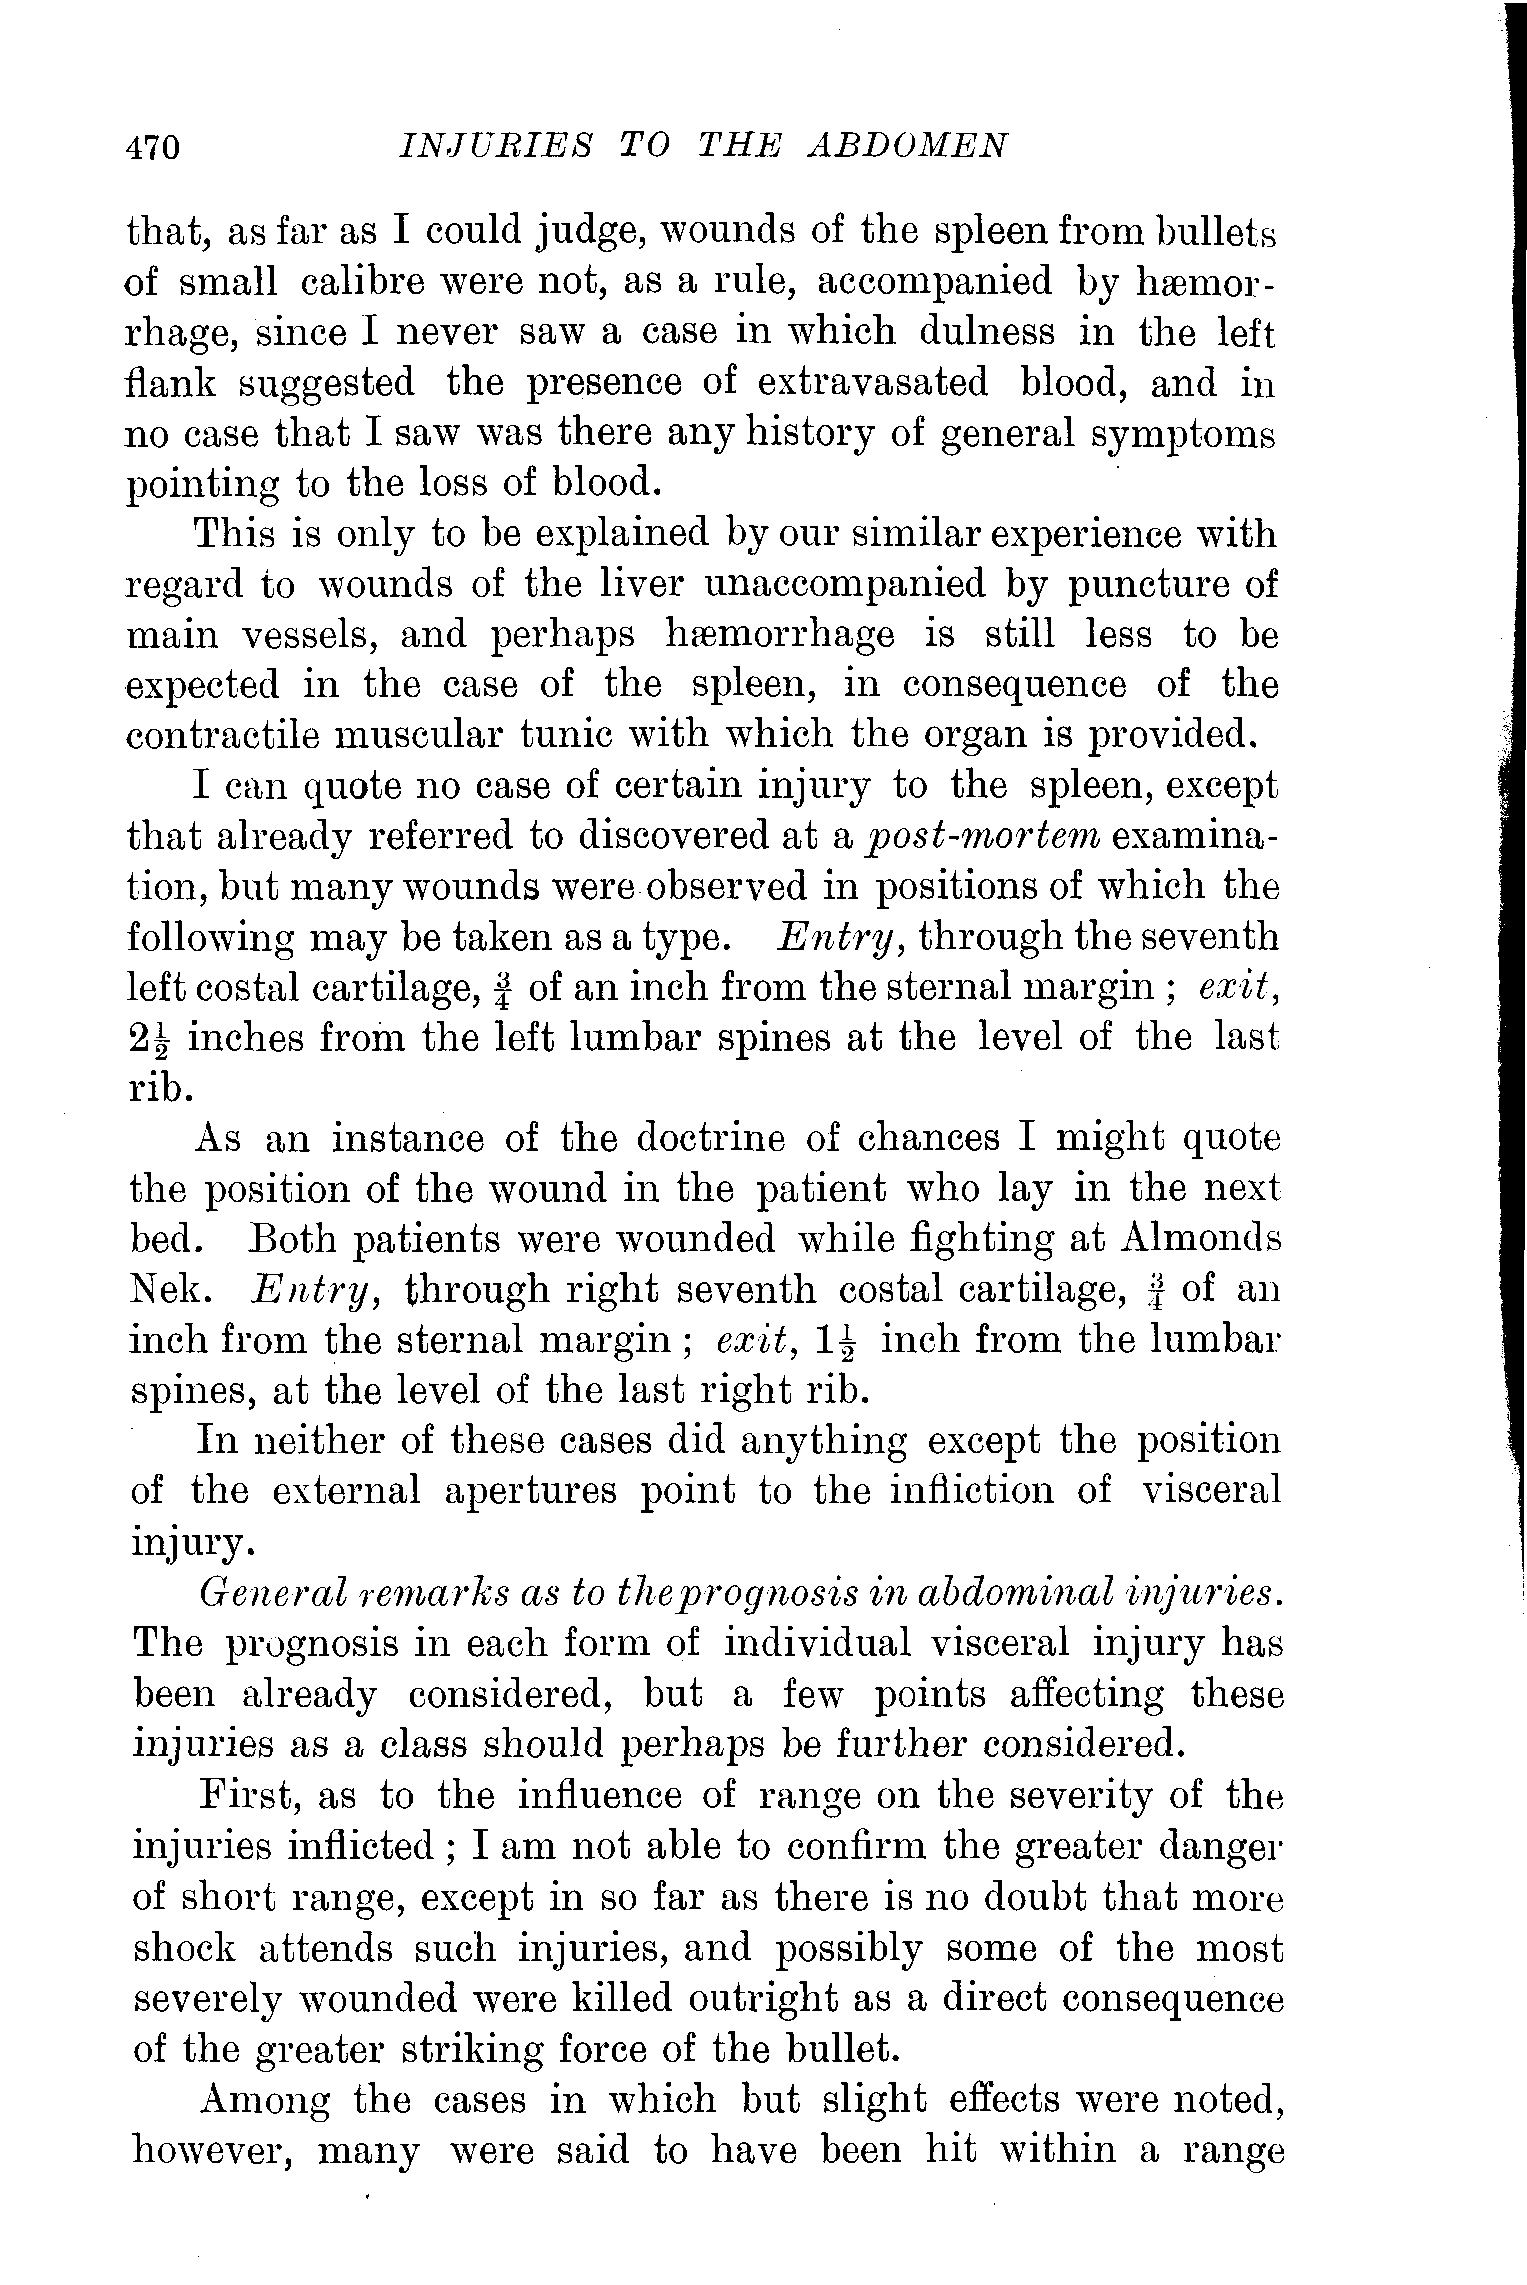 470 INJURIES TO THE ABDOMEN
that, as far as I could judge, wounds of the spleen from bullets
of small calibre were not, as a rule, accompanied by hæmor-
rhage, since I never saw a case in which dulness in the left
flank suggested the presence of extravasated blood, and in
no case that I saw was there any history of general symptoms
pointing to the loss of blood.
This is only to be explained by our similar experience with
regard to wounds of the liver unaccompanied by puncture of
main vessels, and perhaps hæmorrhage is still less to be
expected in the case of the spleen, in consequence of the
contractile muscular tunic with which the organ is provided.
I can quote no case of certain injury to the spleen, except
that already referred to discovered at a post-mortem examina-
tion, but many wounds were observed in positions of which the
following may be taken as a type. Entry, through the seventh
left costal cartilage, ¾ of an inch from the sternal margin ; exit,
2½ inches from the left lumbar spines at the level of the last
rib.
As an instance of the doctrine of chances I might quote
the position of the wound in the patient who lay in the next
bed. Both patients were wounded while fighting at Almonds
Nek. Entry, through right seventh costal cartilage, ¾ of an
inch from the sternal margin ; exit, 1½ inch from the lumbar
spines, at the level of the last right rib.
In neither of these cases did anything except the position
of the external apertures point to the infliction of visceral
injury.
General remarks as to the prognosis in abdominal injuries.
The prognosis in each form of individual visceral injury has
been already considered, but a few points affecting these
injuries as a class should perhaps be further considered.
First, as to the influence of range on the severity of the
injuries inflicted ; I am not able to confirm the greater danger
of short range, except in so far as there is no doubt that more
shock attends such injuries, and possibly some of the most
severely wounded were killed outright as a direct consequence
of the greater striking force of the bullet.
Among the cases in which but slight effects were noted,
however, many were said to have been hit within a range